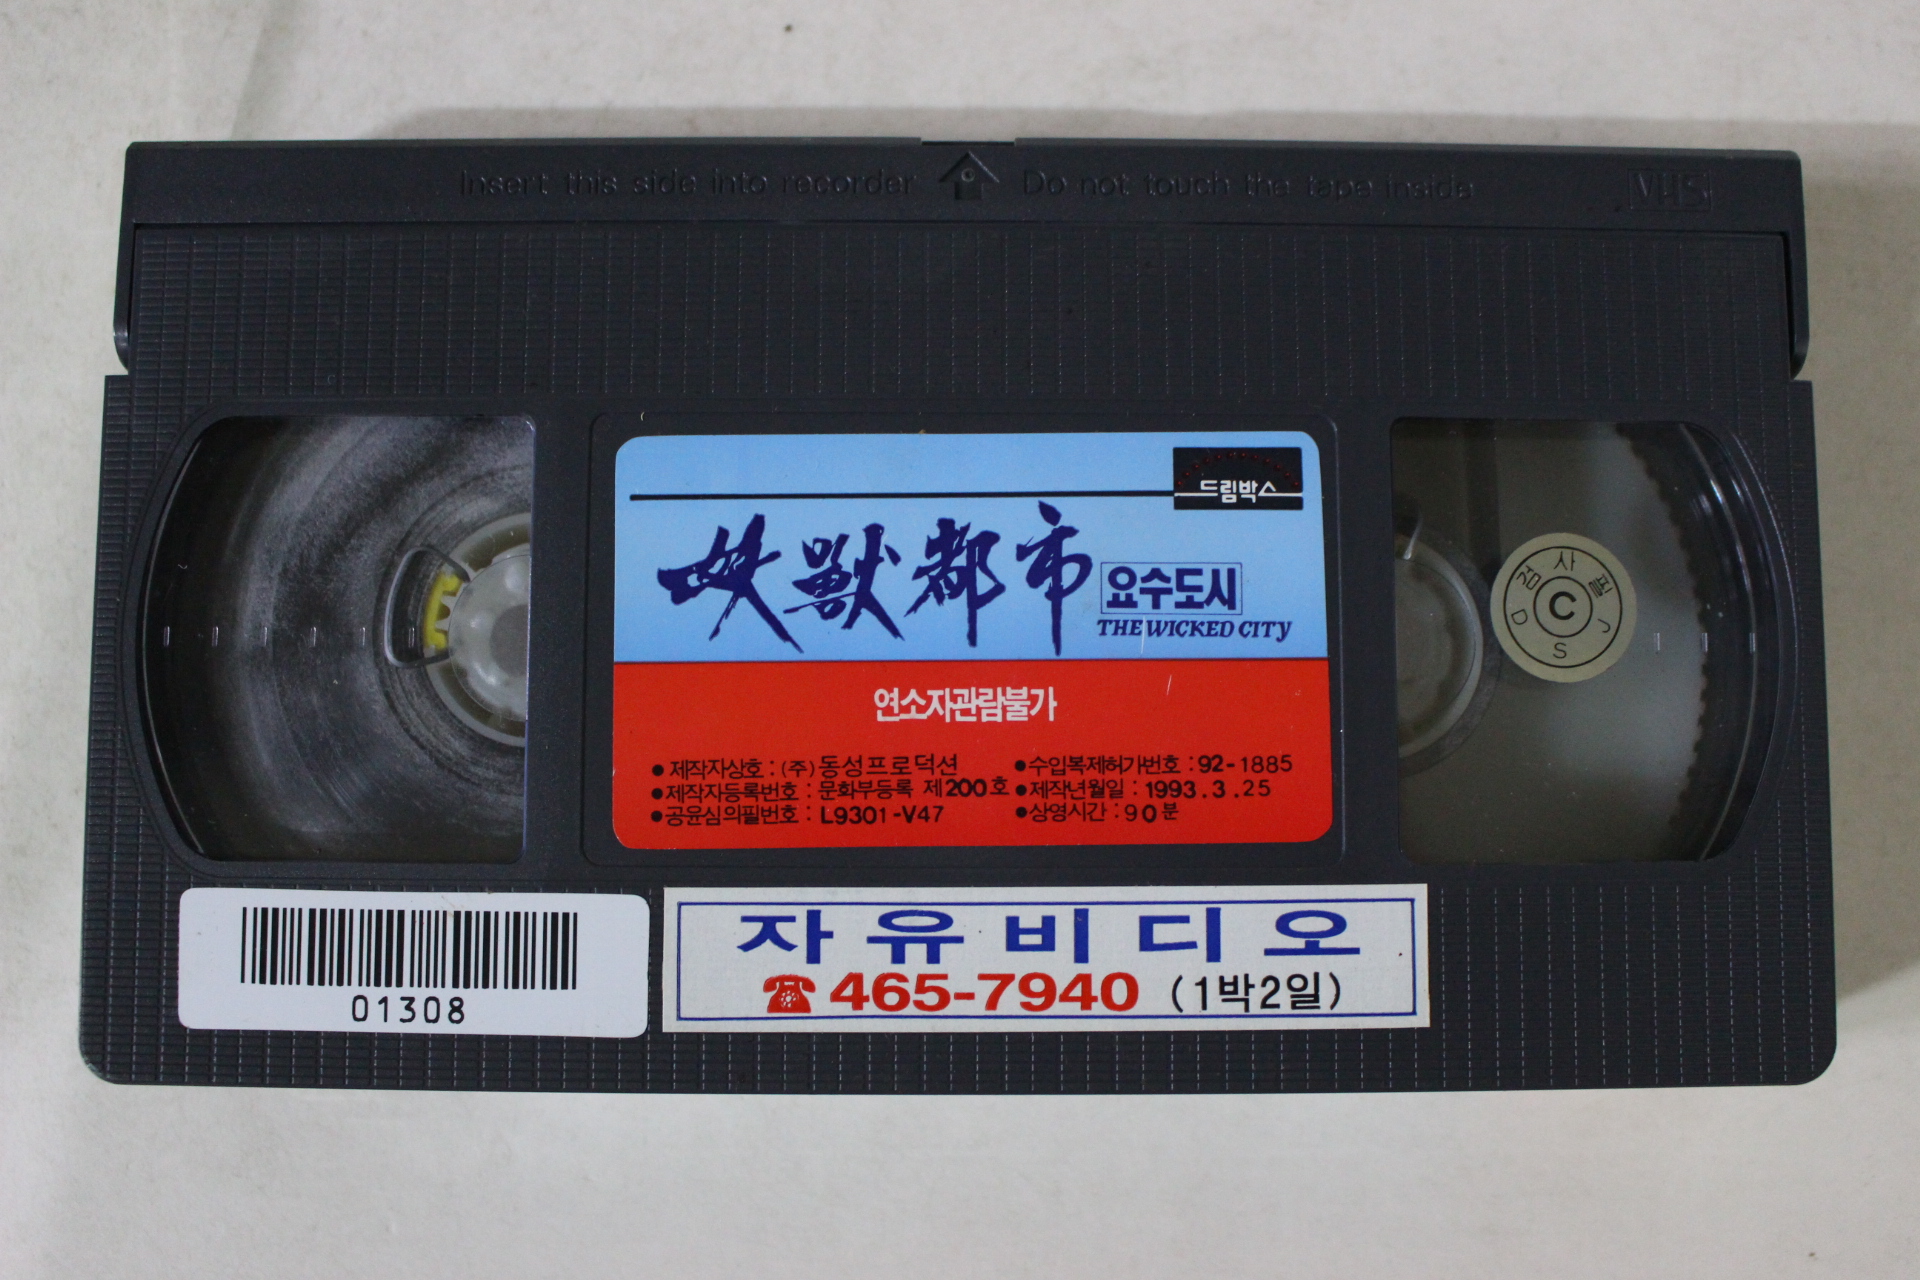 Insert this side into recorder
Do not touch the tape inside
VHS
드림박스
妖獸都市
요수도시
THE WICKED CITY
연소자관람불가
●제작자상호 : (주) 동성프로덕션
●수입복제허가번호 : 92-1885
●제작자등록번호 : 문화부등록 제200호
●제작년월일 : 1993.3.25
●공윤심의필번호 : L9301-V47
●상영시간 : 90분
검사필
C
D S J
01308
자유비디오
☎465-7940 (1박2일)